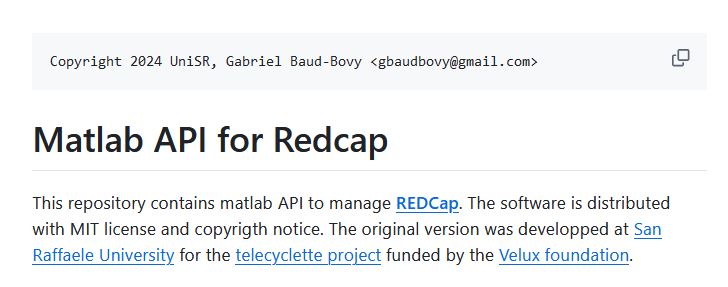 Copyright 2024 UniSR, Gabriel Baud-Bovy <gbaudbovy@gmail.com>
Matlab API for Redcap
This repository contains matlab API to manage REDCap. The software is distributed
with MIT license and copyrigth notice. The original version was developped at San
Raffaele University for the telecyclette project funded by the Velux foundation.